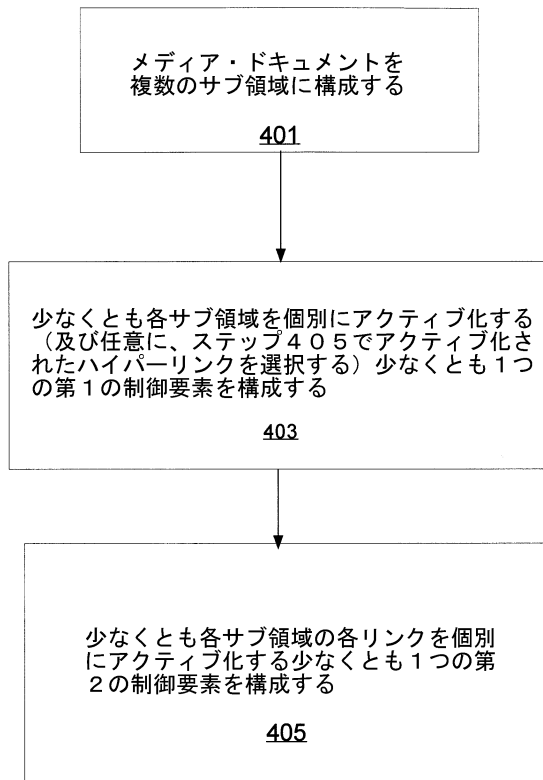 メディア・ドキュメントを
複数のサブ領域に構成する
401
少なくとも各サブ領域を個別にアクティブ化する
（及び任意に、ステップ４０５でアクティブ化さ
れたハイパーリンクを選択する）少なくとも１つ
の第１の制御要素を構成する
403
少なくとも各サブ領域の各リンクを個別
にアクティブ化する少なくとも１つの第
２の制御要素を構成する
405